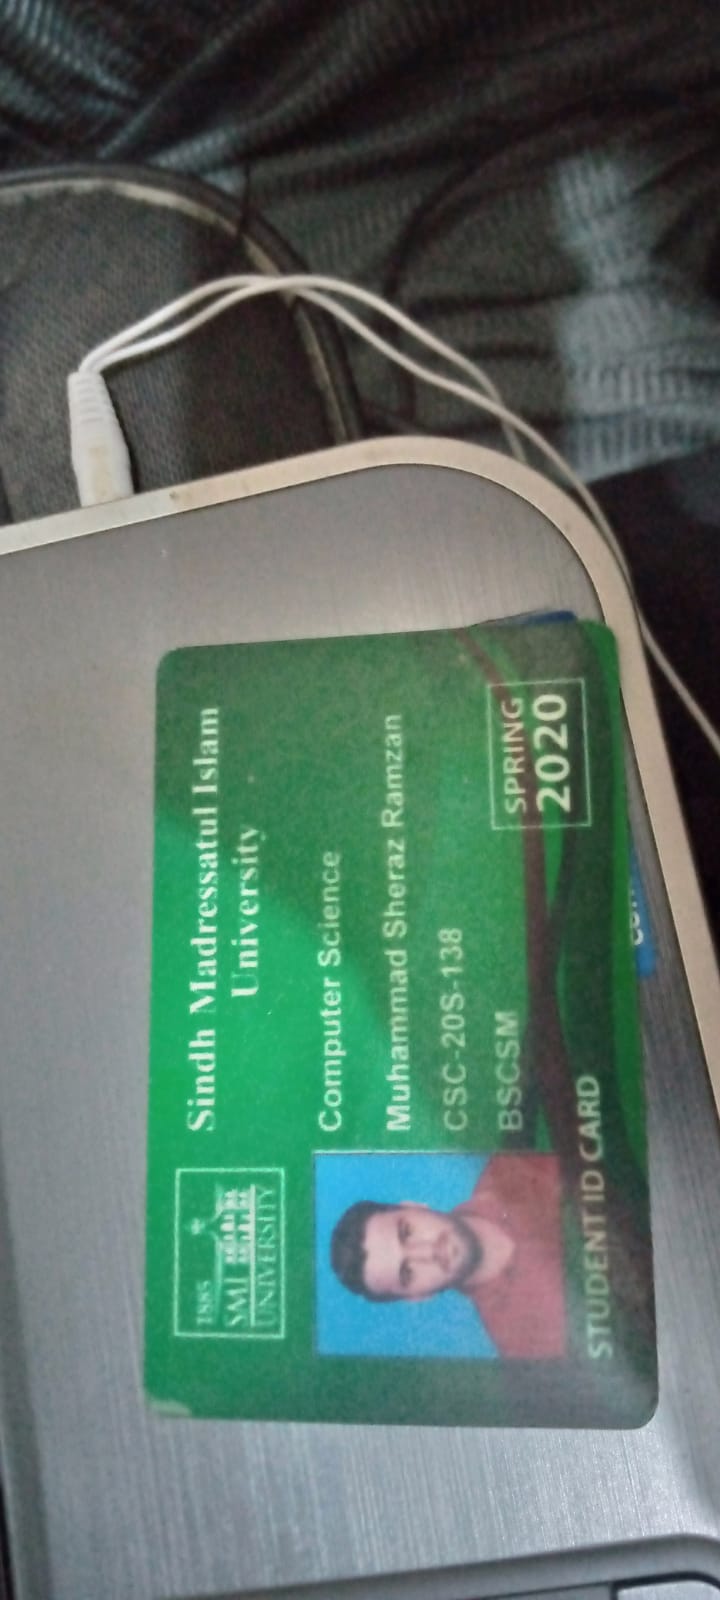 1885
SMI
UNIVERSITY
Sindh Madressatul Islam
University
Computer Science
Muhammad Sheraz Ramzan
CSC-20S-138
BSCSM
SPRING
2020
STUDENT ID CARD